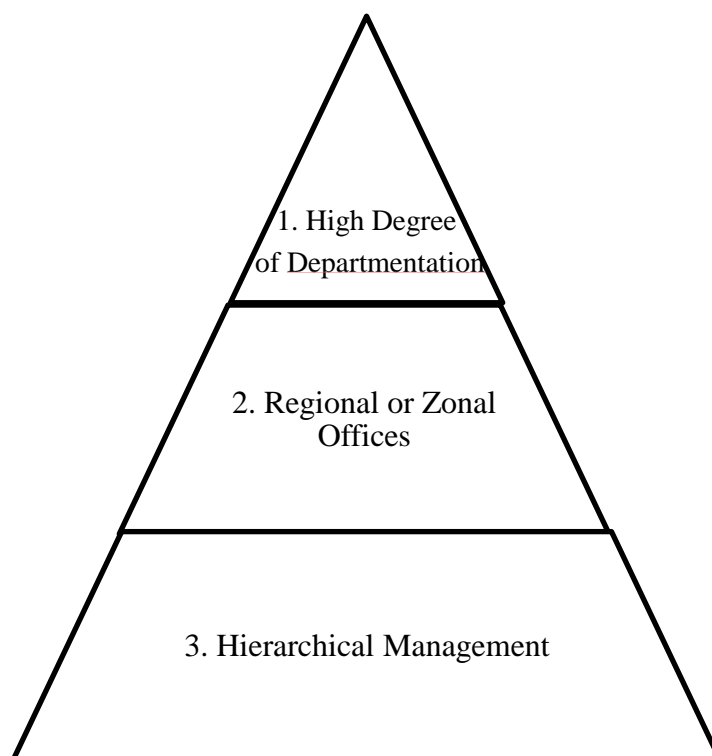 1. High Degree
of Departmentation
2. Regional or Zonal
Offices
3. Hierarchical Management